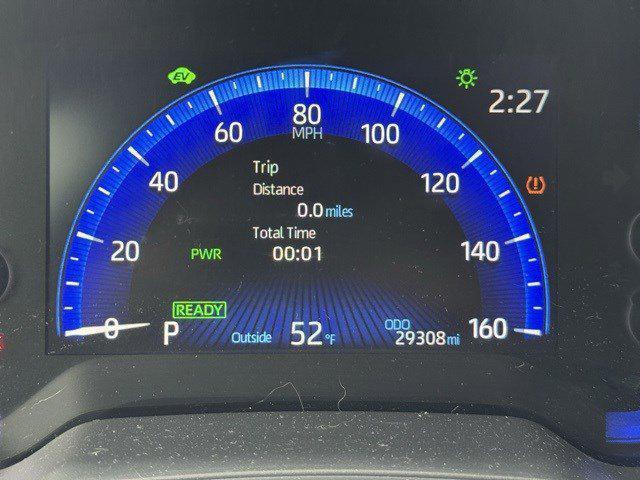 EV
2:27
80
MPH
60
100
40
120
20
140
0
160
Trip
Distance
0.0 miles
Total Time
00:01
PWR
READY
P
Outside 52°F
ODO
29308 mi